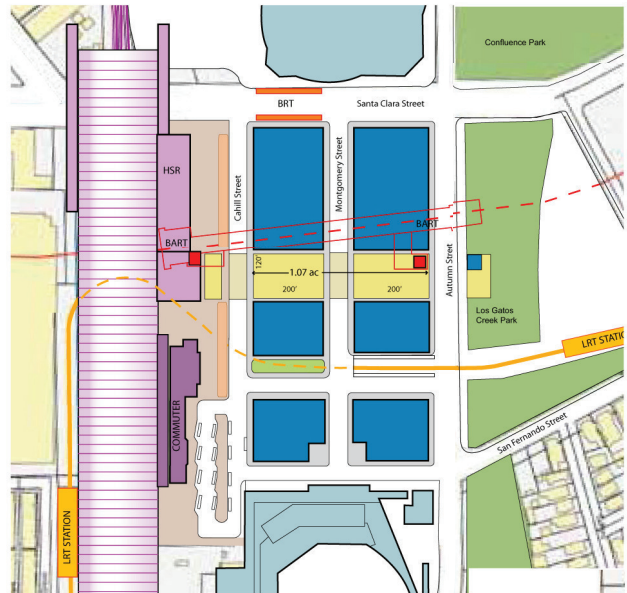 Confluence Park
BRT
Santa Clara Street
HSR
Cahill Street
Montgomery Street
BART
BART
Autumn Street
120'
1.07 ac
200'
200'
Los Gatos
Creek Park
LRT STATION
COMMUTER
San Fernando Street
LRT STATION